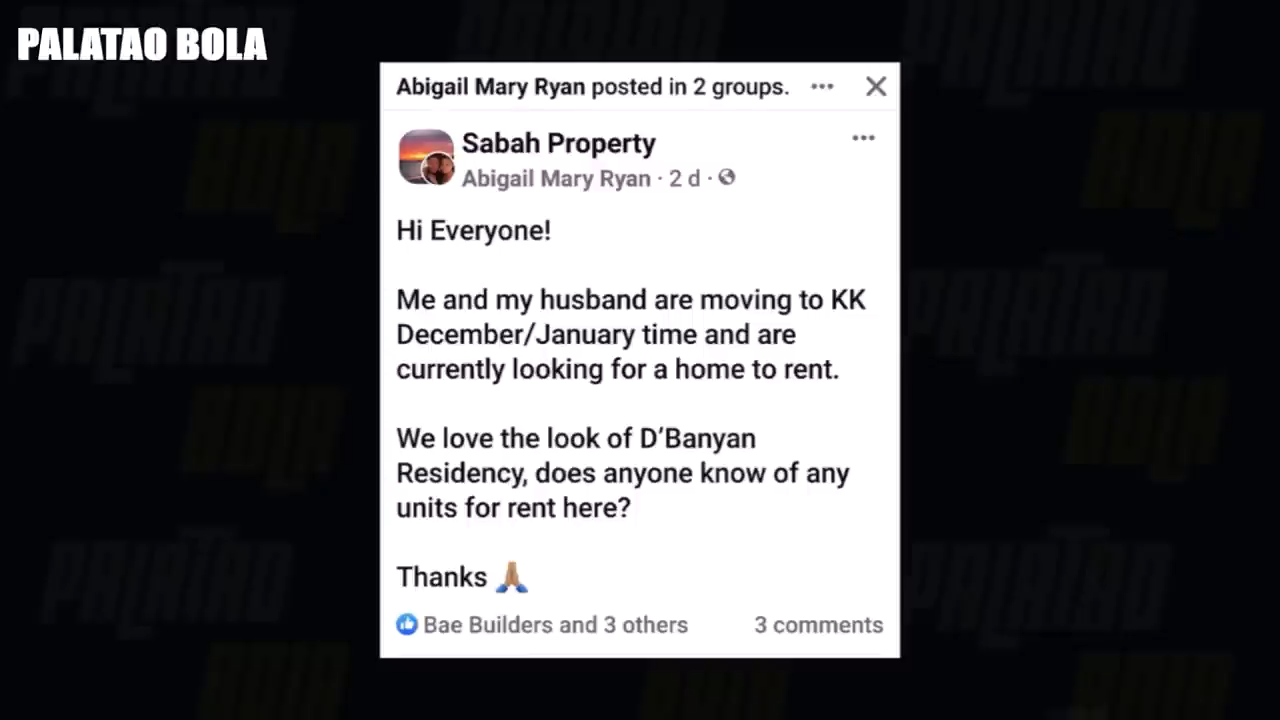 PALATAO BOLA
Abigail Mary Ryan posted in 2 groups.
Sabah Property
Abigail Mary Ryan · 2 d ·
Hi Everyone!
Me and my husband are moving to KK
December/January time and are
currently looking for a home to rent.
We love the look of D’Banyan
Residency, does anyone know of any
units for rent here?
Thanks 🙏🏽
Bae Builders and 3 others
3 comments